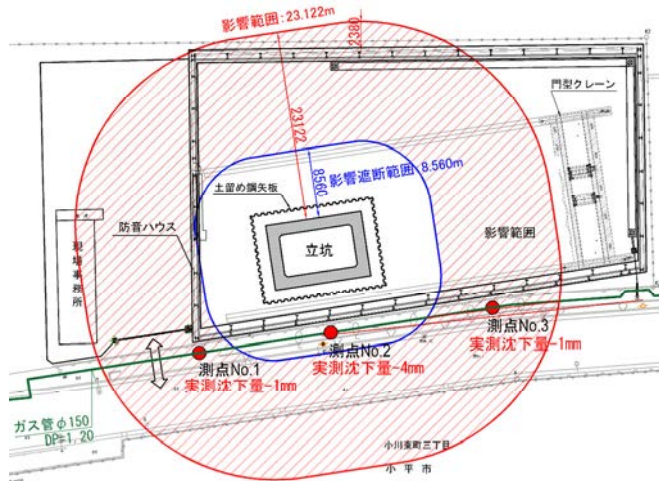 影響範囲:23.122m
2380
門型クレーン
23122
8560
影響遮断範囲:8.560m
土留め鋼矢板
防音ハウス
影響範囲
立坑
現場事務所
測点No.3
実測沈下量-1mm
測点No.2
実測沈下量-4mm
測点No.1
実測沈下量-1mm
ガス管φ150
DP=1.20
小川東町三丁目
小平市